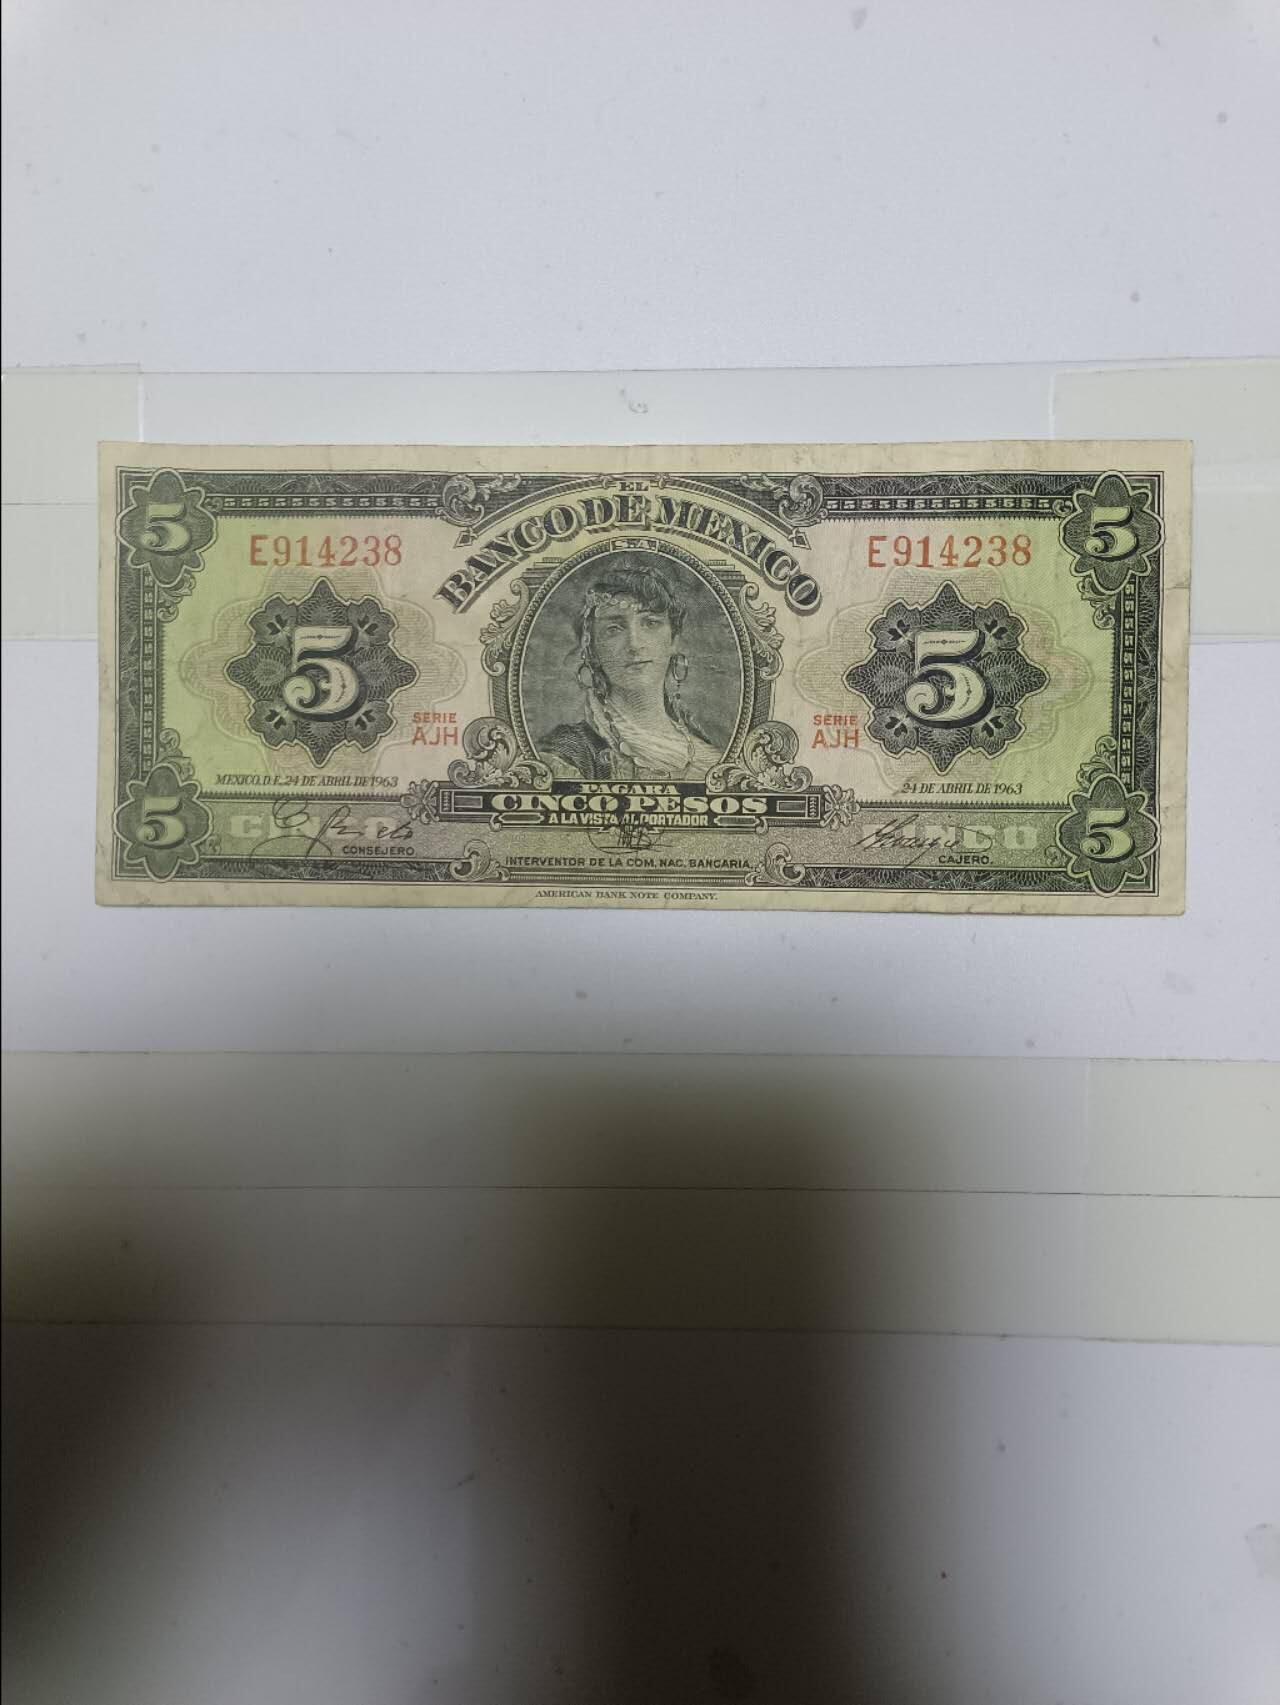 5 EL 5
BANCO DE MEXICO
S.A.
E914238 E914238
5 5
SERIE SERIE
AJH AJH
MEXICO, D.F., 24 DE ABRIL DE 1963 24 DE ABRIL DE 1963
PAGARA
CINCO PESOS
A LA VISTA AL PORTADOR
5 CINCO CINCO 5
CONSEJERO CAJERO.
INTERVENTOR DE LA COM. NAC. BANCARIA.
AMERICAN BANK NOTE COMPANY.